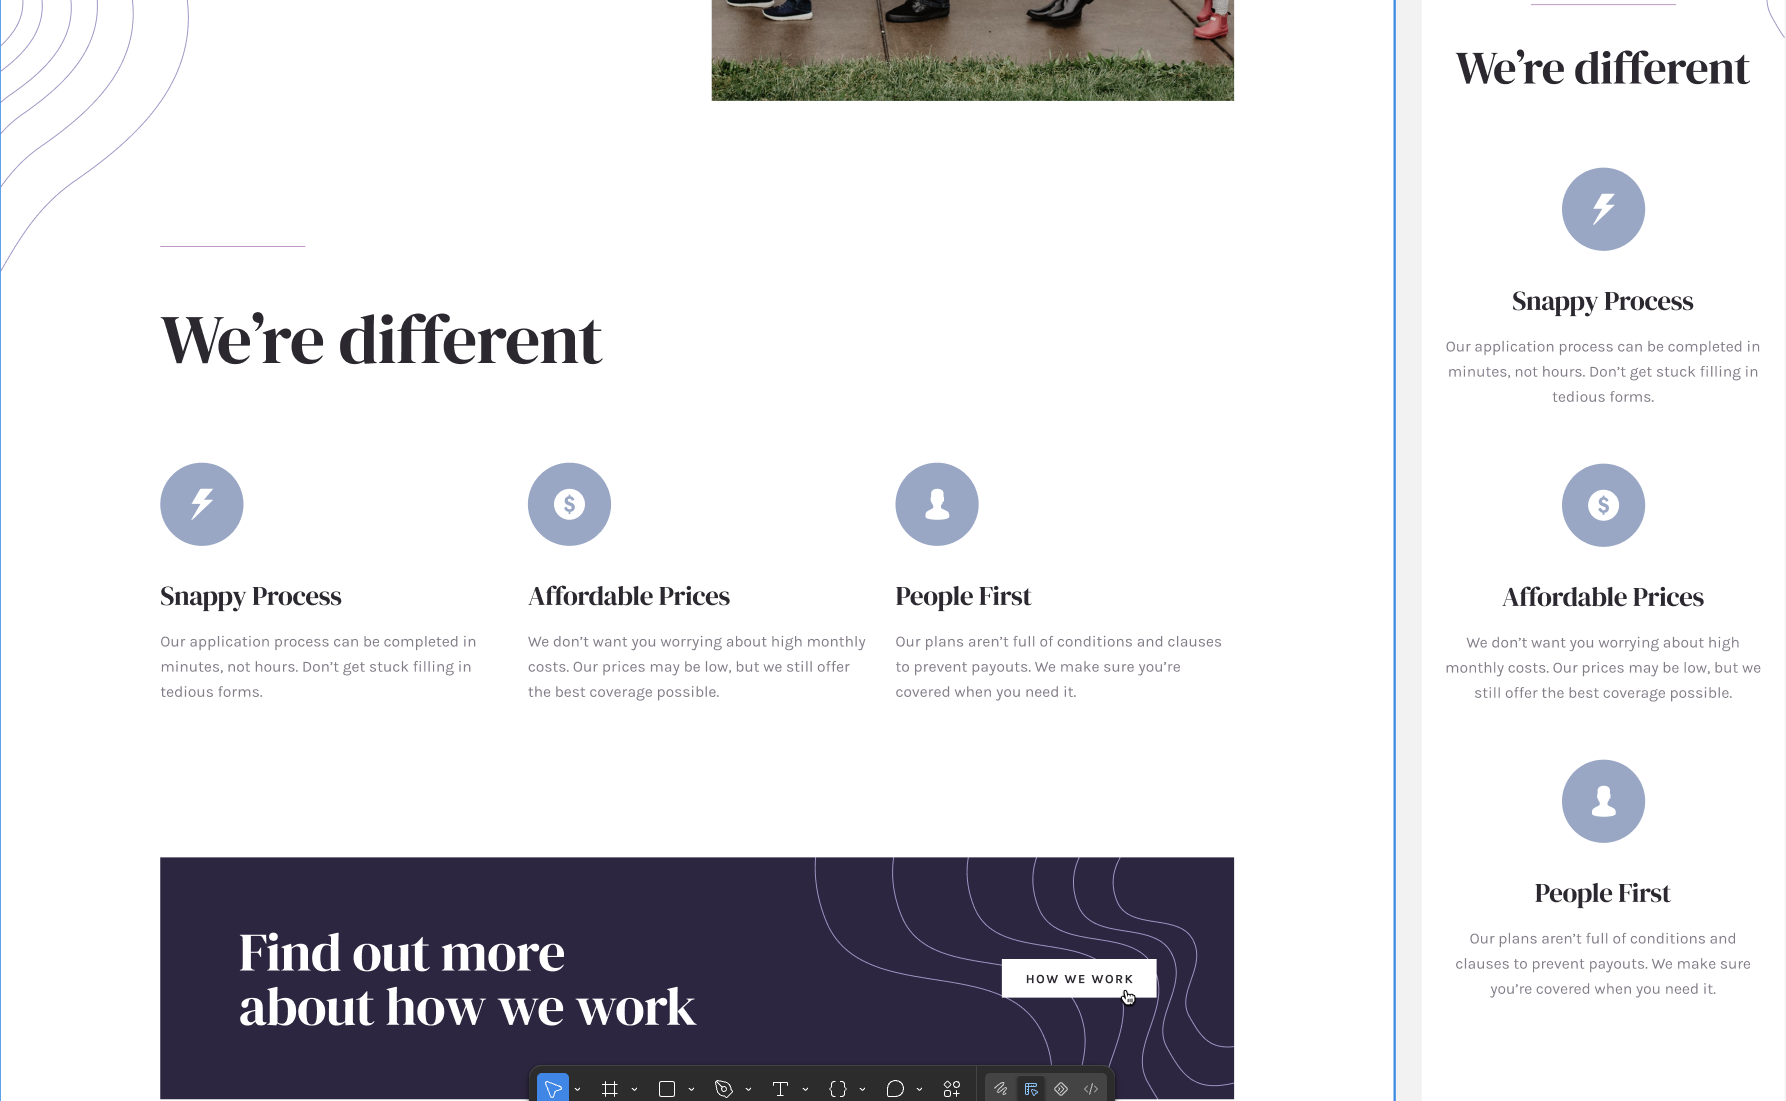 We’re different
Snappy Process
Our application process can be completed in
minutes, not hours. Don’t get stuck filling in
tedious forms.
Affordable Prices
We don’t want you worrying about high monthly
costs. Our prices may be low, but we still offer
the best coverage possible.
People First
Our plans aren’t full of conditions and clauses
to prevent payouts. We make sure you’re
covered when you need it.
Find out more
about how we work
HOW WE WORK
We’re different
Snappy Process
Our application process can be completed in
minutes, not hours. Don’t get stuck filling in
tedious forms.
Affordable Prices
We don’t want you worrying about high
monthly costs. Our prices may be low, but we
still offer the best coverage possible.
People First
Our plans aren’t full of conditions and
clauses to prevent payouts. We make sure
you’re covered when you need it.